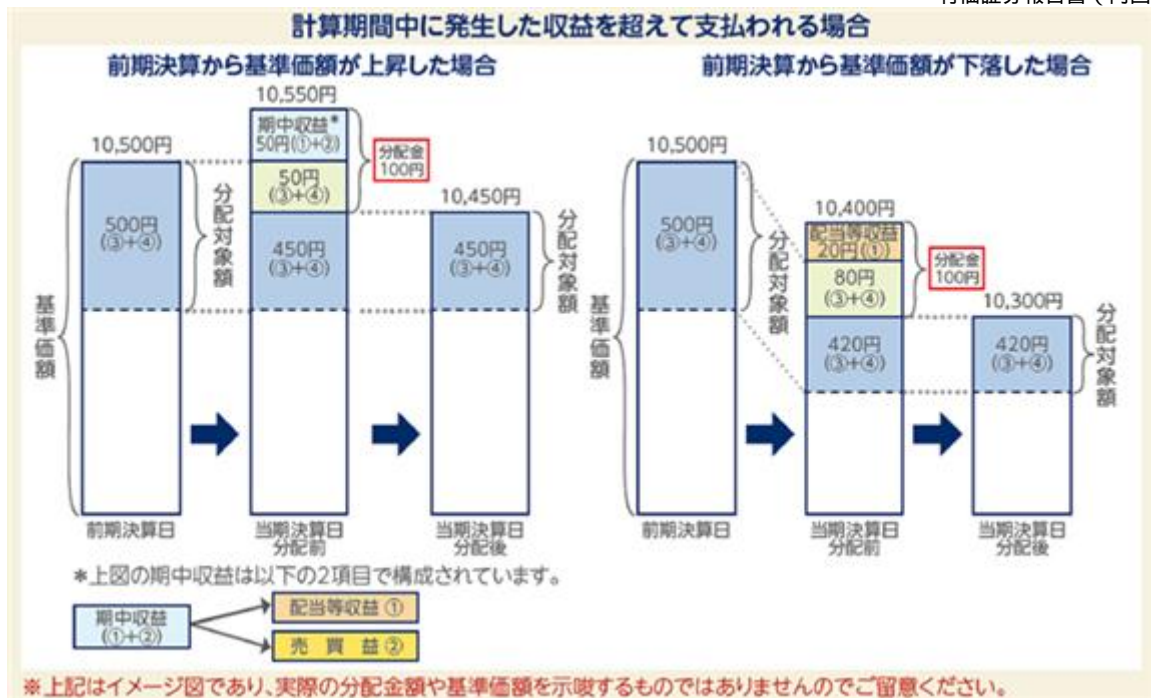 計算期間中に発生した収益を超えて支払われる場合
前期決算から基準価額が上昇した場合
10,550円
期中収益*
50円(①+②)
分配金
100円
10,500円
50円
(③+④)
10,450円
500円
(③+④)
分配対象額
450円
(③+④)
450円
(③+④)
分配対象額
基準価額
前期決算日
当期決算日
分配前
当期決算日
分配後
前期決算から基準価額が下落した場合
10,500円
10,400円
配当等収益
20円(①)
分配金
100円
500円
(③+④)
分配対象額
80円
(③+④)
10,300円
420円
(③+④)
420円
(③+④)
分配対象額
基準価額
前期決算日
当期決算日
分配前
当期決算日
分配後
*上図の期中収益は以下の2項目で構成されています。
期中収益
(①+②)
配当等収益 ①
売 買 益 ②
※上記はイメージ図であり、実際の分配金額や基準価額を示唆するものではありませんのでご留意ください。